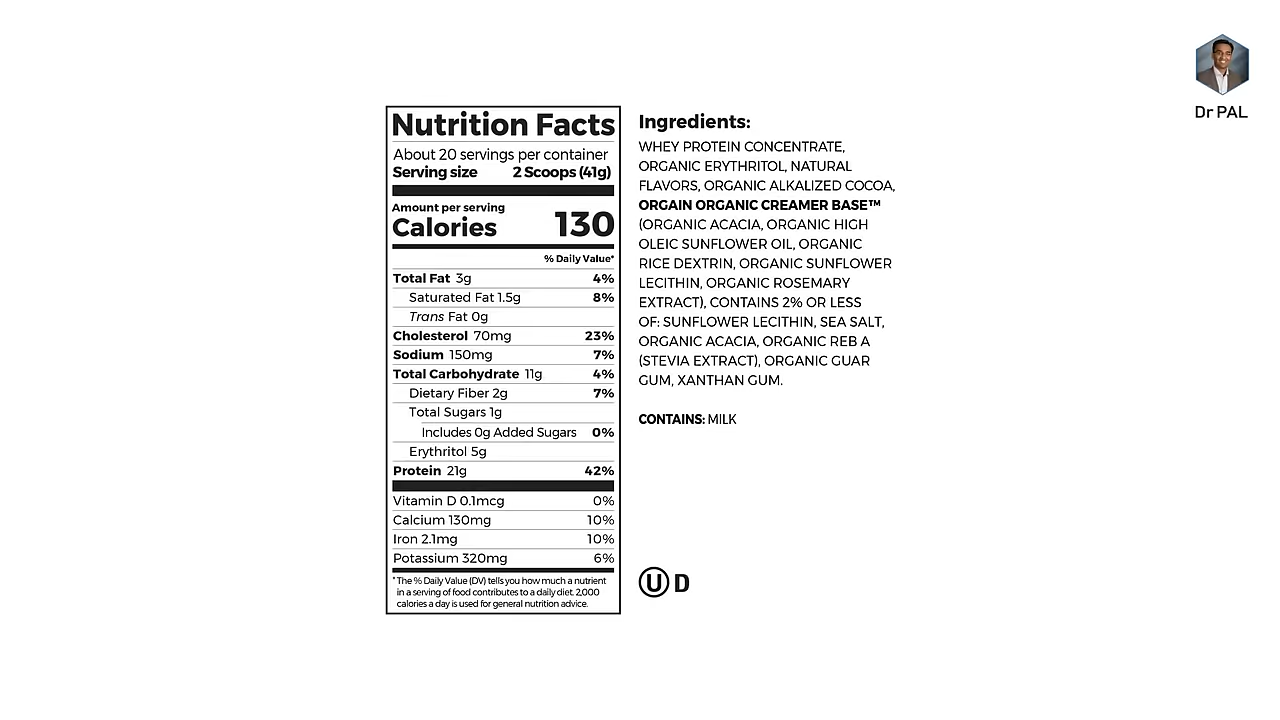 Dr PAL
Nutrition Facts
About 20 servings per container
Serving size 2 Scoops (41g)
Amount per serving
Calories 130
% Daily Value*
Total Fat 3g 4%
Saturated Fat 1.5g 8%
Trans Fat 0g
Cholesterol 70mg 23%
Sodium 150mg 7%
Total Carbohydrate 11g 4%
Dietary Fiber 2g 7%
Total Sugars 1g
Includes 0g Added Sugars 0%
Erythritol 5g
Protein 21g 42%
Vitamin D 0.1mcg 0%
Calcium 130mg 10%
Iron 2.1mg 10%
Potassium 320mg 6%
* The % Daily Value (DV) tells you how much a nutrient
in a serving of food contributes to a daily diet. 2,000
calories a day is used for general nutrition advice.
Ingredients:
WHEY PROTEIN CONCENTRATE,
ORGANIC ERYTHRITOL, NATURAL
FLAVORS, ORGANIC ALKALIZED COCOA,
ORGAIN ORGANIC CREAMER BASE™
(ORGANIC ACACIA, ORGANIC HIGH
OLEIC SUNFLOWER OIL, ORGANIC
RICE DEXTRIN, ORGANIC SUNFLOWER
LECITHIN, ORGANIC ROSEMARY
EXTRACT), CONTAINS 2% OR LESS
OF: SUNFLOWER LECITHIN, SEA SALT,
ORGANIC ACACIA, ORGANIC REB A
(STEVIA EXTRACT), ORGANIC GUAR
GUM, XANTHAN GUM.
CONTAINS: MILK
U D